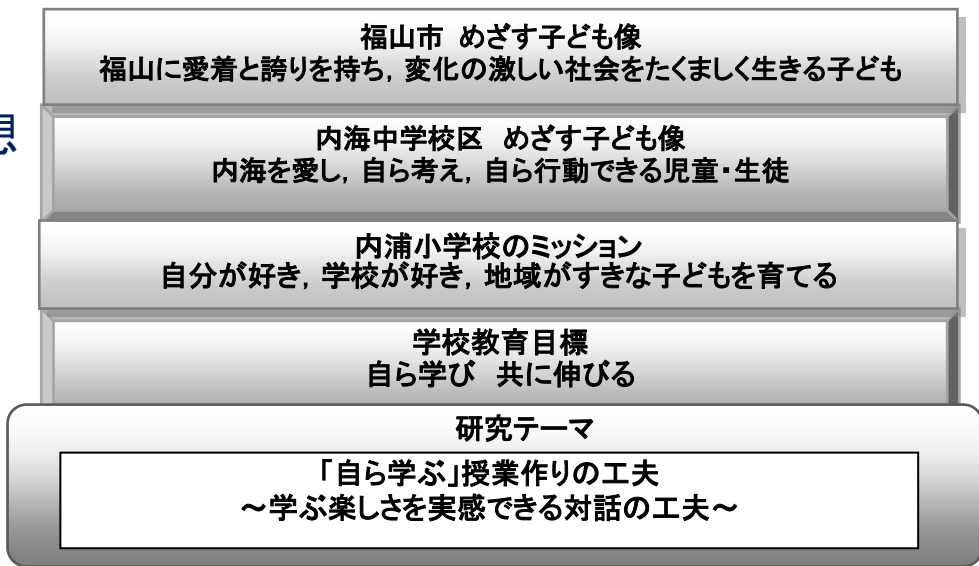 福山市 めざす子ども像
福山に愛着と誇りを持ち，変化の激しい社会をたくましく生きる子ども
想
内海中学校区 めざす子ども像
内海を愛し，自ら考え，自ら行動できる児童・生徒
内浦小学校のミッション
自分が好き，学校が好き，地域がすきな子どもを育てる
学校教育目標
自ら学び 共に伸びる
研究テーマ
「自ら学ぶ」授業作りの工夫
～学ぶ楽しさを実感できる対話の工夫～